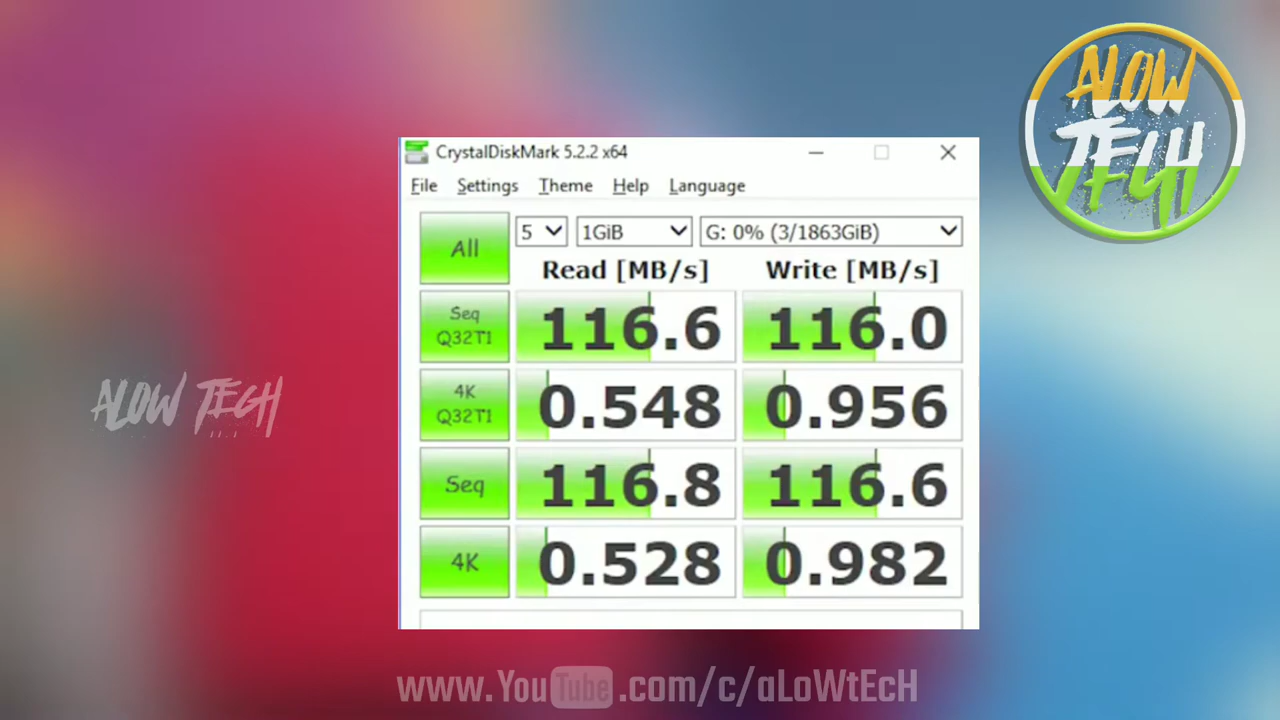 ALOW
TECH
CrystalDiskMark 5.2.2 x64
File Settings Theme Help Language
All 5 1GiB G: 0% (3/1863GiB)
Read [MB/s] Write [MB/s]
Seq
Q32T1
116.6 116.0
4K
Q32T1
0.548 0.956
ALOW TECH
Seq 116.8 116.6
4K 0.528 0.982
www.YouTube.com/c/aLoWtEcH